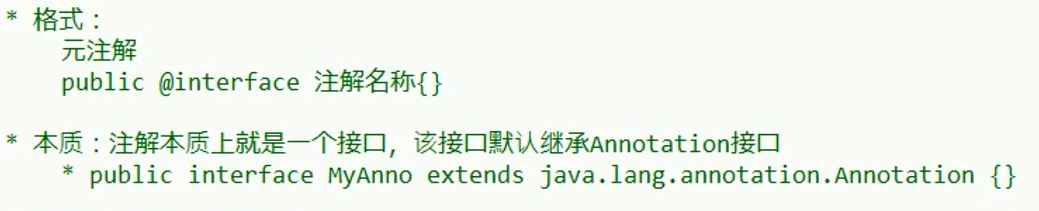 * 格式：
元注解
public @interface 注解名称{}
* 本质：注解本质上就是一个接口，该接口默认继承Annotation接口
* public interface MyAnno extends java.lang.annotation.Annotation {}